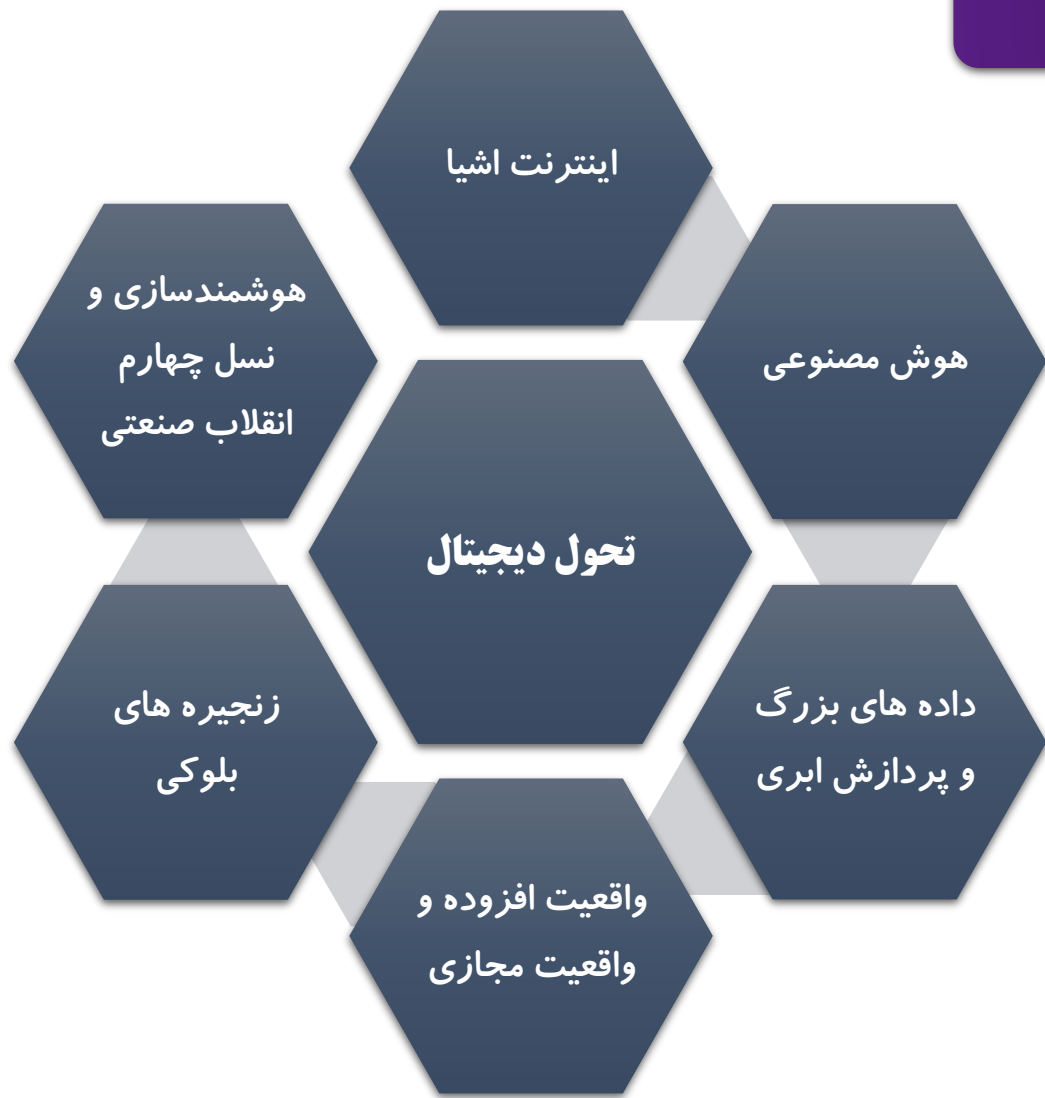 اینترنت اشیا
هوش مصنوعی
داده های بزرگ
و پردازش ابری
واقعیت افزوده و
واقعیت مجازی
زنجیره های
بلوکی
هوشمندسازی و
نسل چهارم
انقلاب صنعتی
تحول دیجیتال